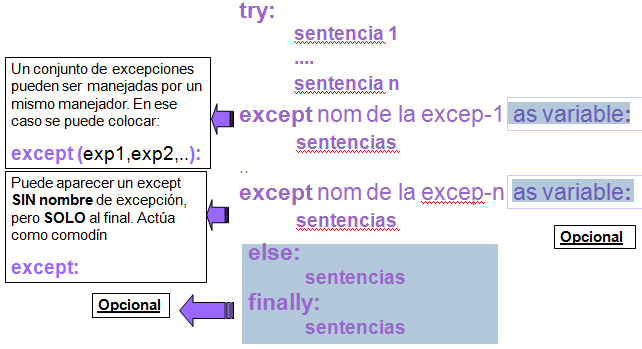 try:
sentencia 1
....
sentencia n
Un conjunto de excepciones
pueden ser manejadas por un
mismo manejador. En ese
caso se puede colocar:
except (exp1,exp2,..):
except nom de la excep-1 as variable:
sentencias
..
Puede aparecer un except
SIN nombre de excepción,
pero SOLO al final. Actúa
como comodín
except:
except nom de la excep-n as variable:
sentencias
Opcional
else:
sentencias
finally:
sentencias
Opcional